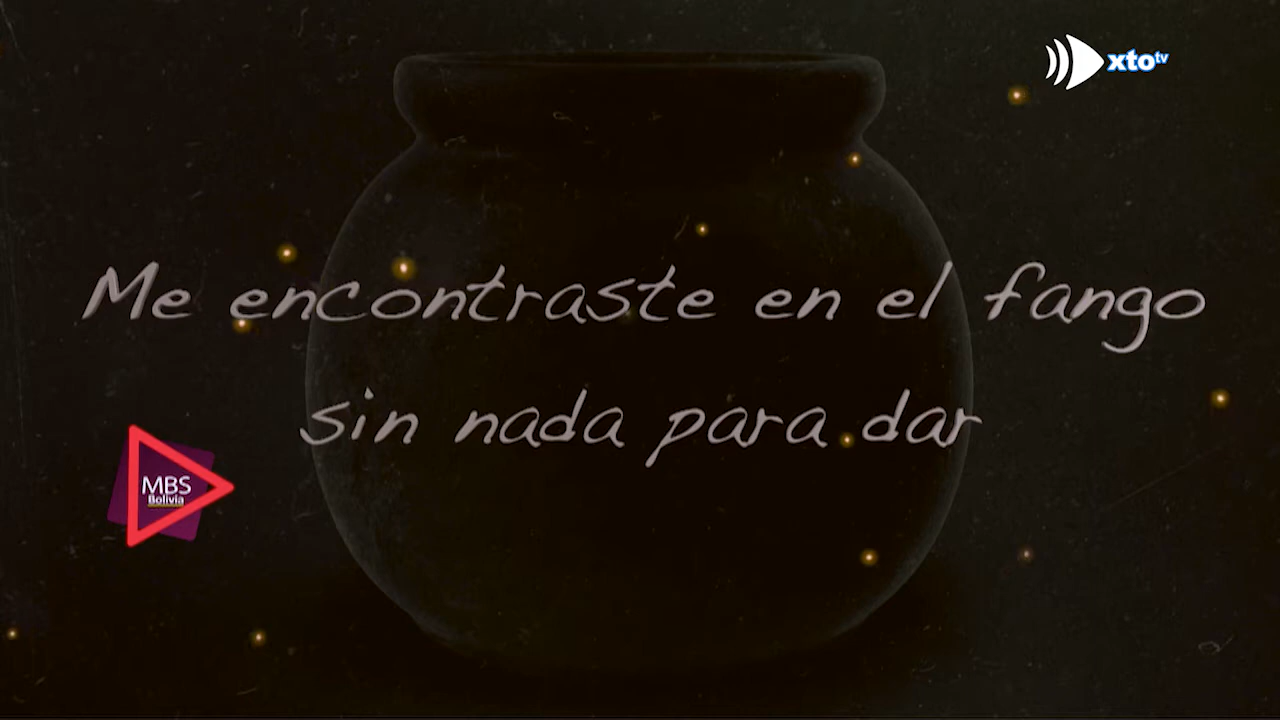 xto tv
Me encontraste en el fango
sin nada para dar
MBS
Bolivia